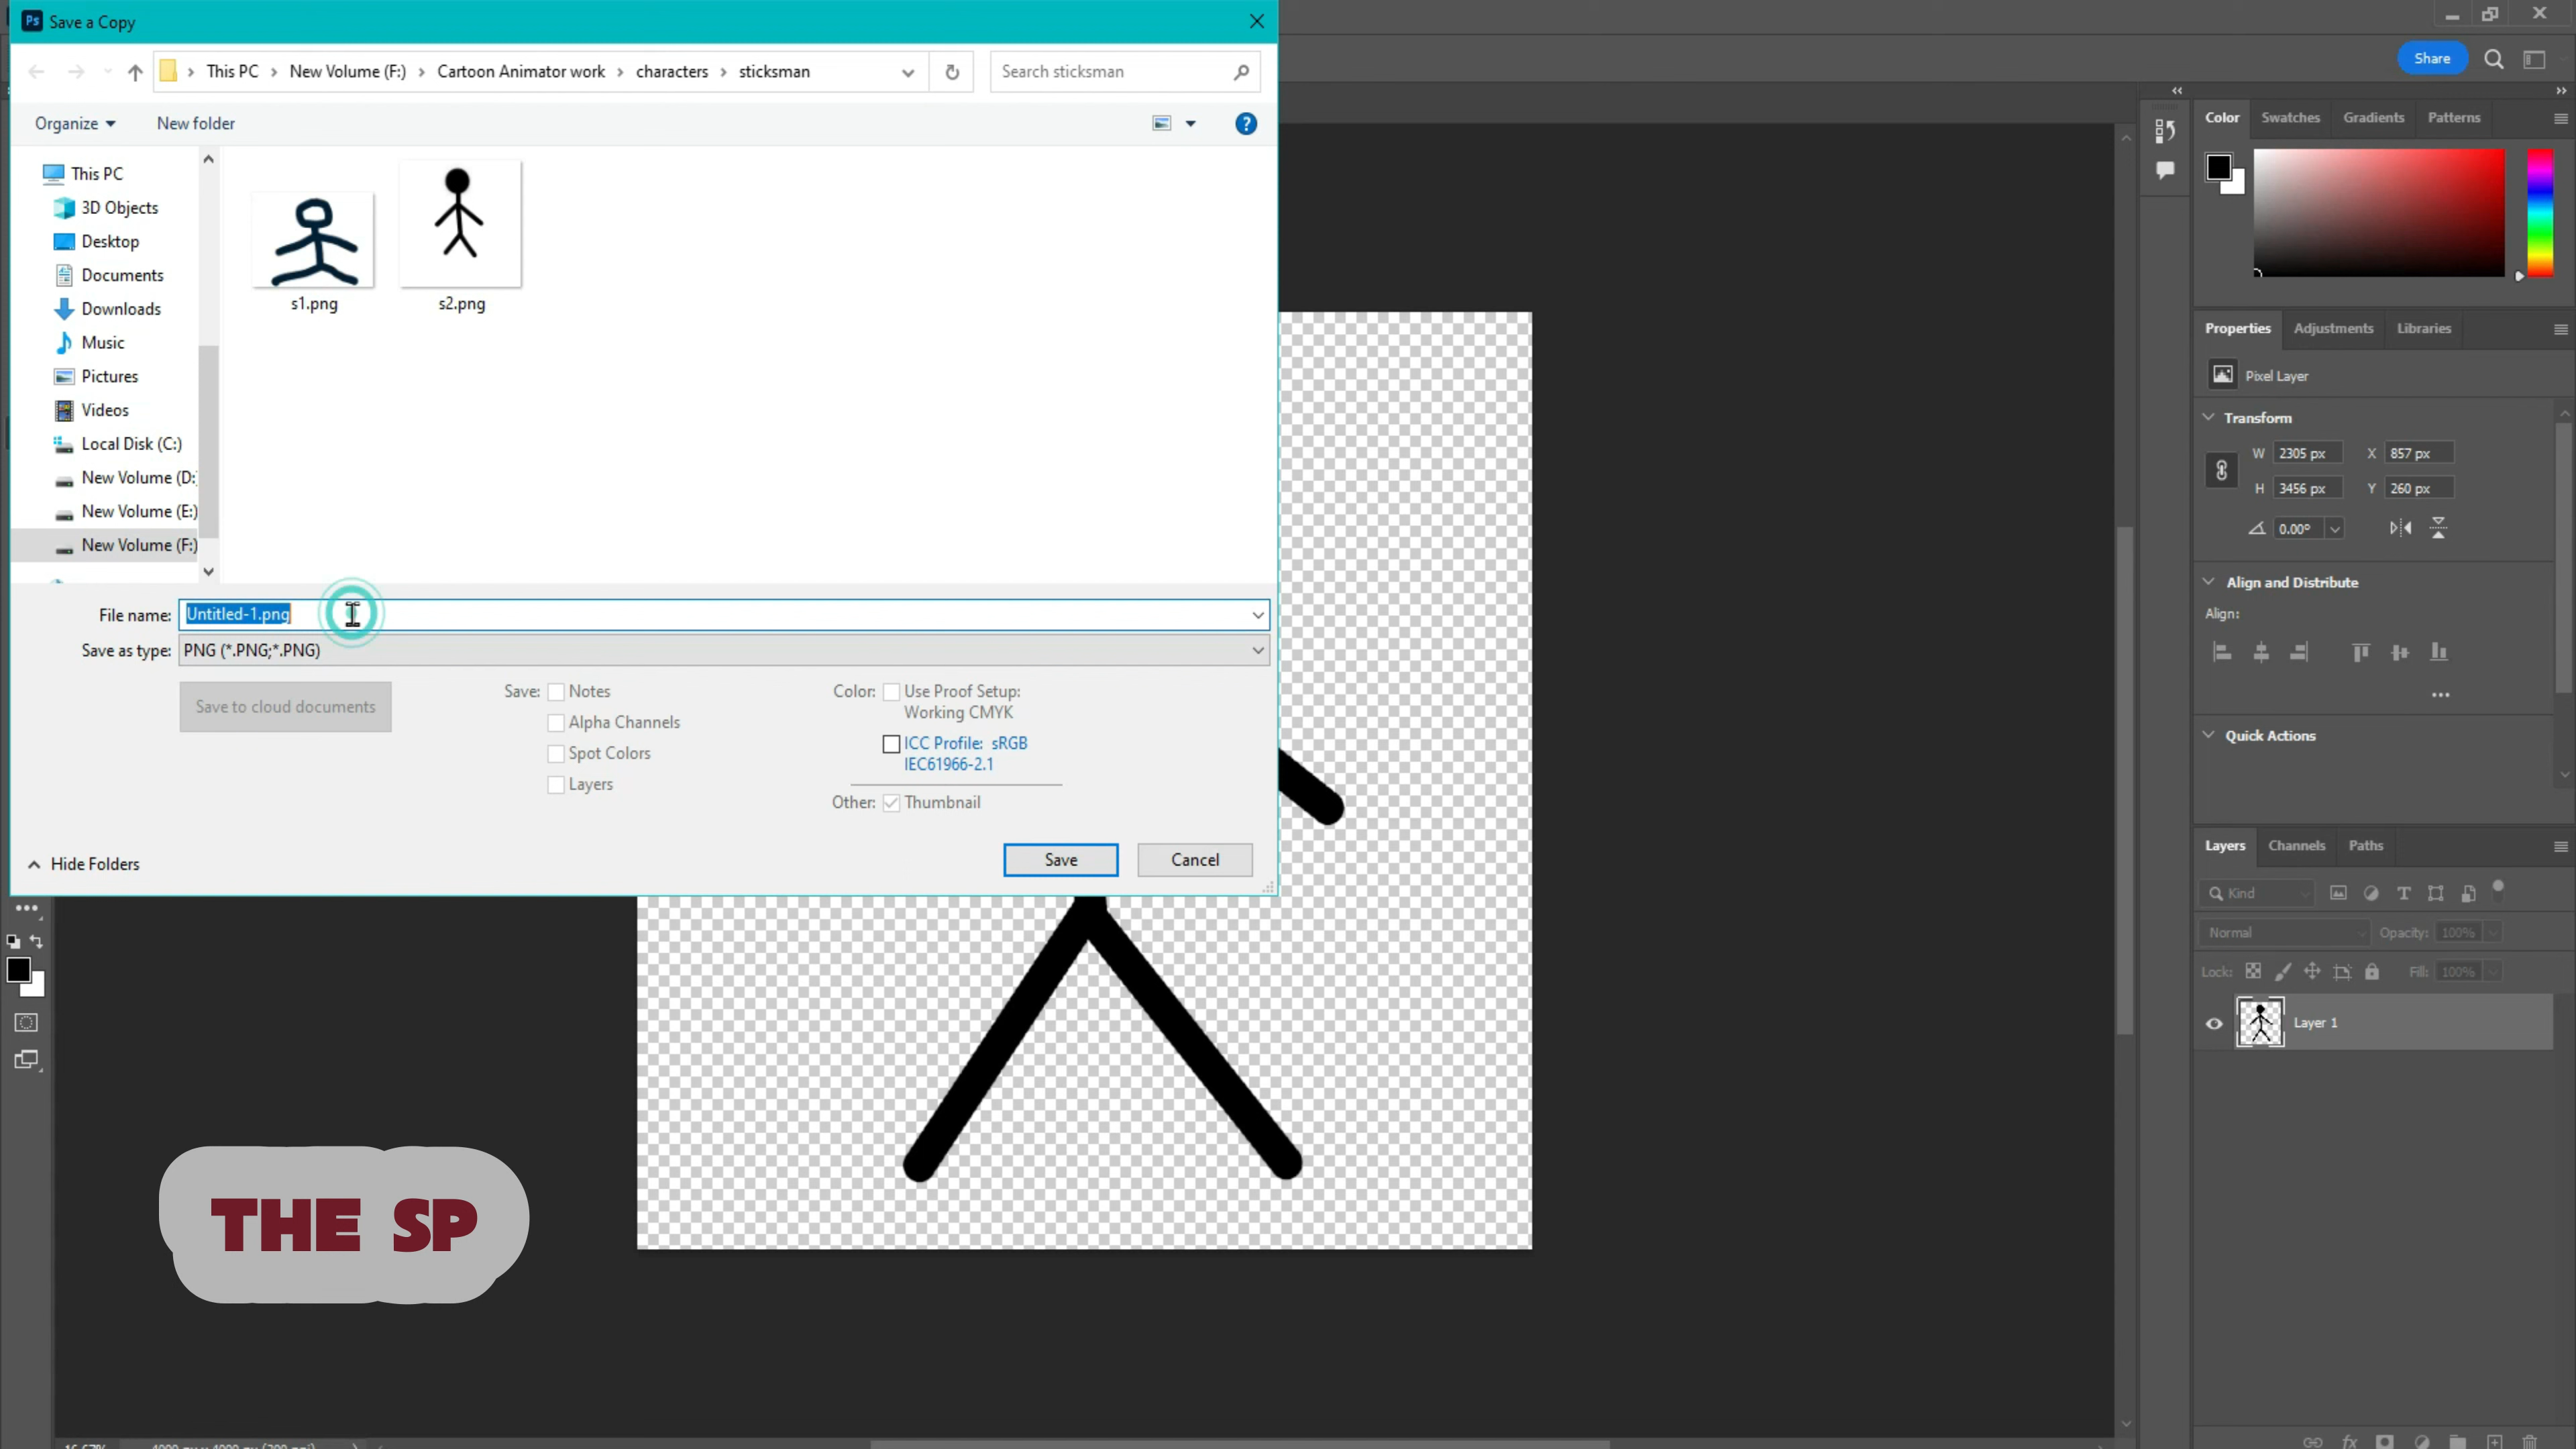 Ps Save a Copy
This PC › New Volume (F:) › Cartoon Animator work › characters › sticksman
Search sticksman
Organize
New folder
This PC
3D Objects
Desktop
Documents
Downloads
Music
Pictures
Videos
Local Disk (C:)
New Volume (D:
New Volume (E:)
New Volume (F:)
s1.png
s2.png
File name: Untitled-1.png
Save as type: PNG (*.PNG;*.PNG)
Save to cloud documents
Save: Notes
Alpha Channels
Spot Colors
Layers
Color: Use Proof Setup:
Working CMYK
ICC Profile: sRGB
IEC61966-2.1
Other: Thumbnail
Hide Folders
Save
Cancel
Share
Color
Swatches
Gradients
Patterns
Properties
Adjustments
Libraries
Pixel Layer
Transform
W 2305 px X 857 px
H 3456 px Y 260 px
0.00°
Align and Distribute
Align:
Quick Actions
Layers
Channels
Paths
Kind
Normal
Opacity: 100%
Lock:
Fill: 100%
Layer 1
THE SP